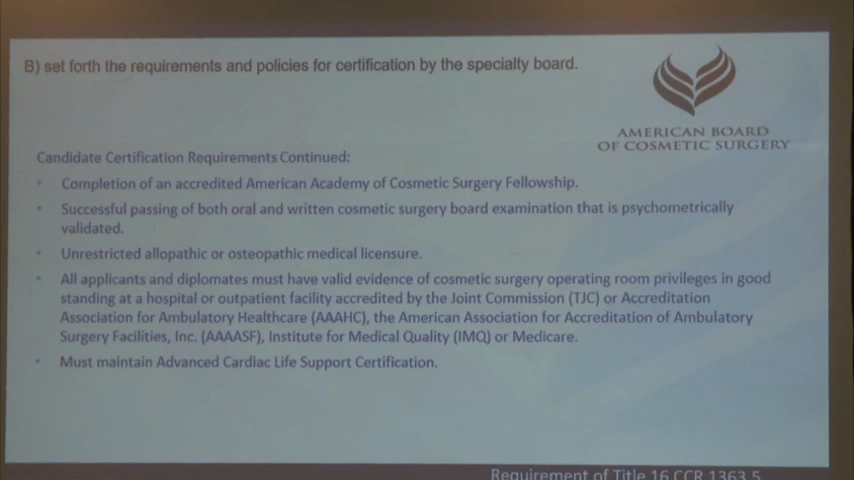 B) set forth the requirements and policies for certification by the specialty board.
AMERICAN BOARD
OF COSMETIC SURGERY
Candidate Certification Requirements Continued:
• Completion of an accredited American Academy of Cosmetic Surgery Fellowship.
• Successful passing of both oral and written cosmetic surgery board examination that is psychometrically
validated.
• Unrestricted allopathic or osteopathic medical licensure.
• All applicants and diplomates must have valid evidence of cosmetic surgery operating room privileges in good
standing at a hospital or outpatient facility accredited by the Joint Commission (TJC) or Accreditation
Association for Ambulatory Healthcare (AAAHC), the American Association for Accreditation of Ambulatory
Surgery Facilities, Inc. (AAAASF), Institute for Medical Quality (IMQ) or Medicare.
• Must maintain Advanced Cardiac Life Support Certification.
Requirement of Title 16 CCR 1363.5